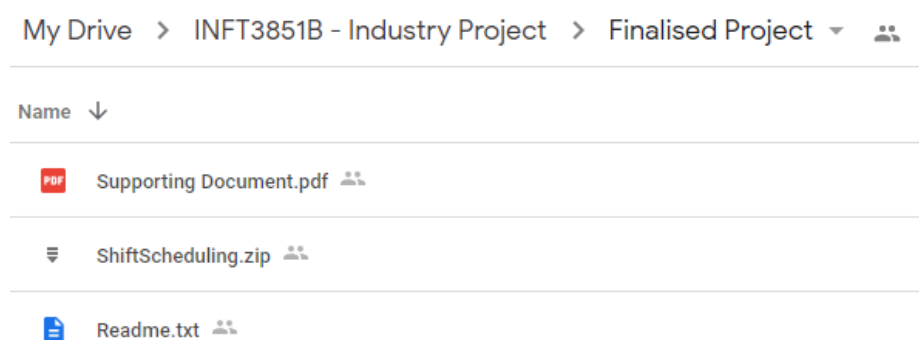 My Drive > INFT3851B - Industry Project > Finalised Project
Name
PDF Supporting Document.pdf
ShiftScheduling.zip
Readme.txt